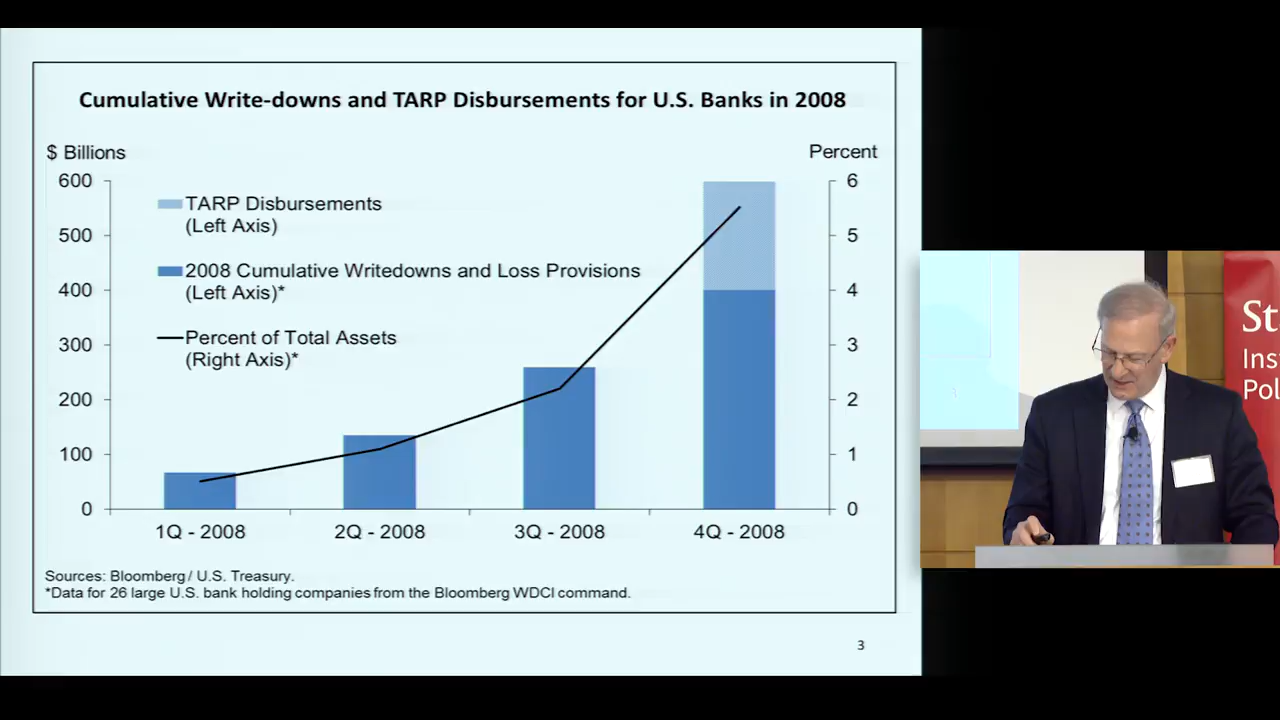 Cumulative Write-downs and TARP Disbursements for U.S. Banks in 2008
$ Billions
Percent
600
500
400
300
200
100
0
TARP Disbursements
(Left Axis)
2008 Cumulative Writedowns and Loss Provisions
(Left Axis)*
Percent of Total Assets
(Right Axis)*
6
5
4
3
2
1
0
1Q - 2008
2Q - 2008
3Q - 2008
4Q - 2008
Sources: Bloomberg / U.S. Treasury.
*Data for 26 large U.S. bank holding companies from the Bloomberg WDCI command.
3
St
Ins
Pol